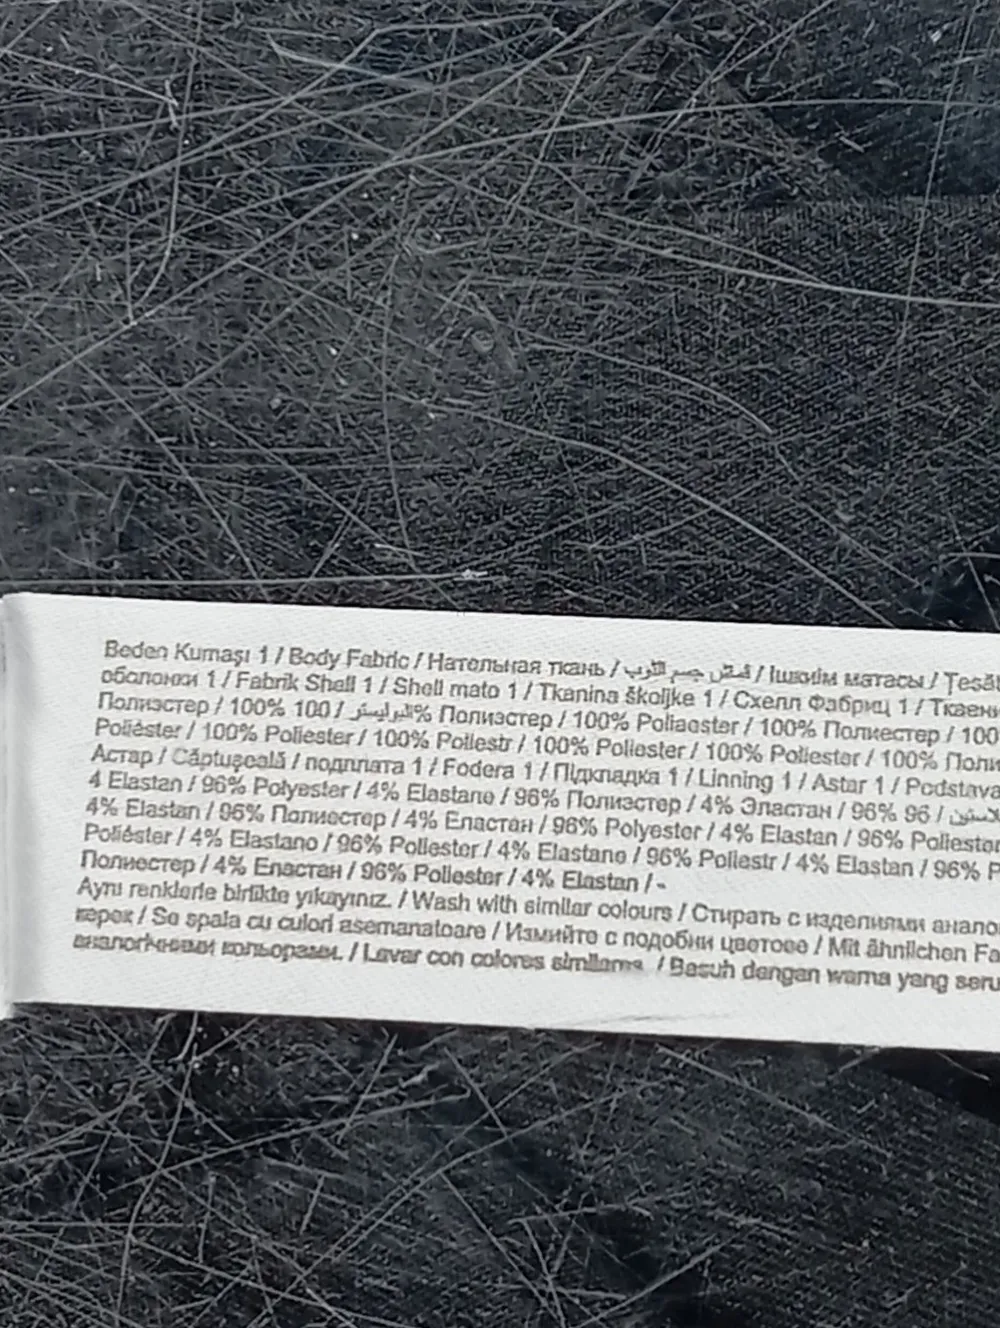 Beden Kumaşı 1 / Body Fabric / Нательная ткань / قماش جسم الثوب / Ішкиім матасы / Ţesăt
оболонки 1 / Fabrik Shell 1 / Shell mato 1 / Tkanina školjke 1 / Схелл Фабриц 1 / Ткаени
Полиэстер / 100% 100 / البوليستر% Полиэстер / 100% Poliaester / 100% Полиестер / 100
Poliéster / 100% Poliester / 100% Poliestr / 100% Poliester / 100% Poliester / 100% Поли
Астар / Căptuşeală / подплата 1 / Fodera 1 / Підкладка 1 / Linning 1 / Astar 1 / Podstava
4 Elastan / 96% Polyester / 4% Elastane / 96% Полиэстер / 4% Эластан / 96% 96 /
4% Elastan / 96% Полиестер / 4% Еластан / 96% Polyester / 4% Elastan / 96% Poliester
Poliéster / 4% Elastano / 96% Poliester / 4% Elastane / 96% Poliestr / 4% Elastan / 96% P
Полиестер / 4% Еластан / 96% Poliester / 4% Elastan / -
Aynı renklerle birlikte yıkayınız. / Wash with similar colours / Стирать с изделиями анало
керек / Se spala cu culori asemanatoare / Измийте с подобни цветове / Mit ähnlichen Fa
аналогічними кольорами. / Lavar con colores similares. / Basuh dengan warna yang seru